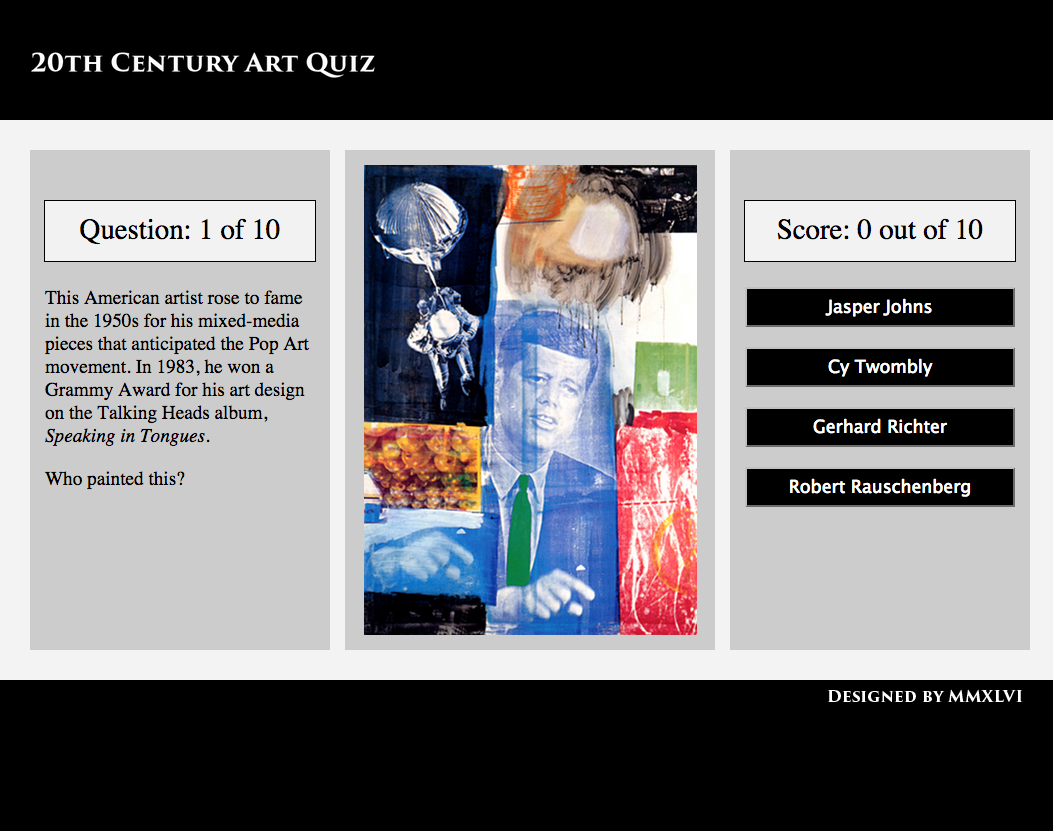 20th Century Art Quiz
Question: 1 of 10
This American artist rose to fame
in the 1950s for his mixed-media
pieces that anticipated the Pop Art
movement. In 1983, he won a
Grammy Award for his art design
on the Talking Heads album,
Speaking in Tongues.
Who painted this?
Score: 0 out of 10
Jasper Johns
Cy Twombly
Gerhard Richter
Robert Rauschenberg
Designed by MMXLVI